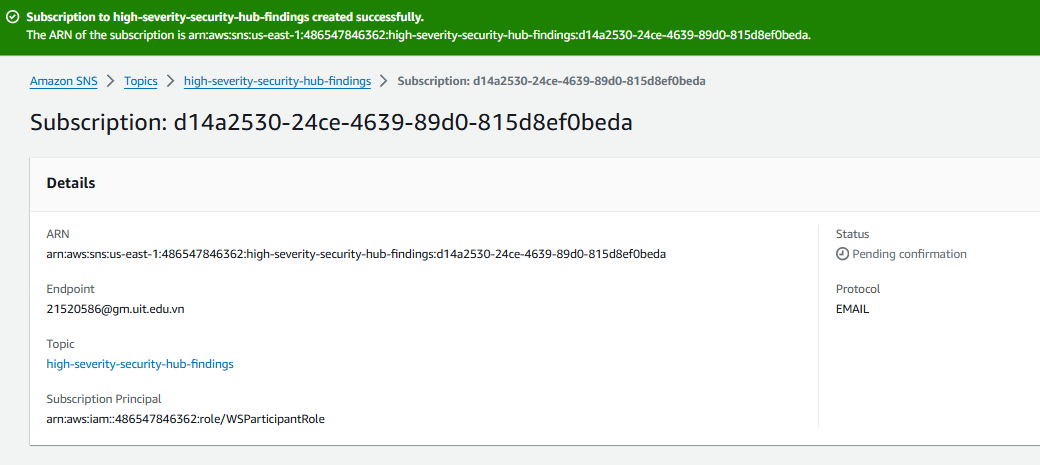 Subscription to high-severity-security-hub-findings created successfully.
The ARN of the subscription is arn:aws:sns:us-east-1:486547846362:high-severity-security-hub-findings:d14a2530-24ce-4639-89d0-815d8ef0beda.
Amazon SNS > Topics > high-severity-security-hub-findings > Subscription: d14a2530-24ce-4639-89d0-815d8ef0beda
Subscription: d14a2530-24ce-4639-89d0-815d8ef0beda
Details
ARN
arn:aws:sns:us-east-1:486547846362:high-severity-security-hub-findings:d14a2530-24ce-4639-89d0-815d8ef0beda
Endpoint
21520586@gm.uit.edu.vn
Topic
high-severity-security-hub-findings
Subscription Principal
arn:aws:iam::486547846362:role/WSParticipantRole
Status
Pending confirmation
Protocol
EMAIL